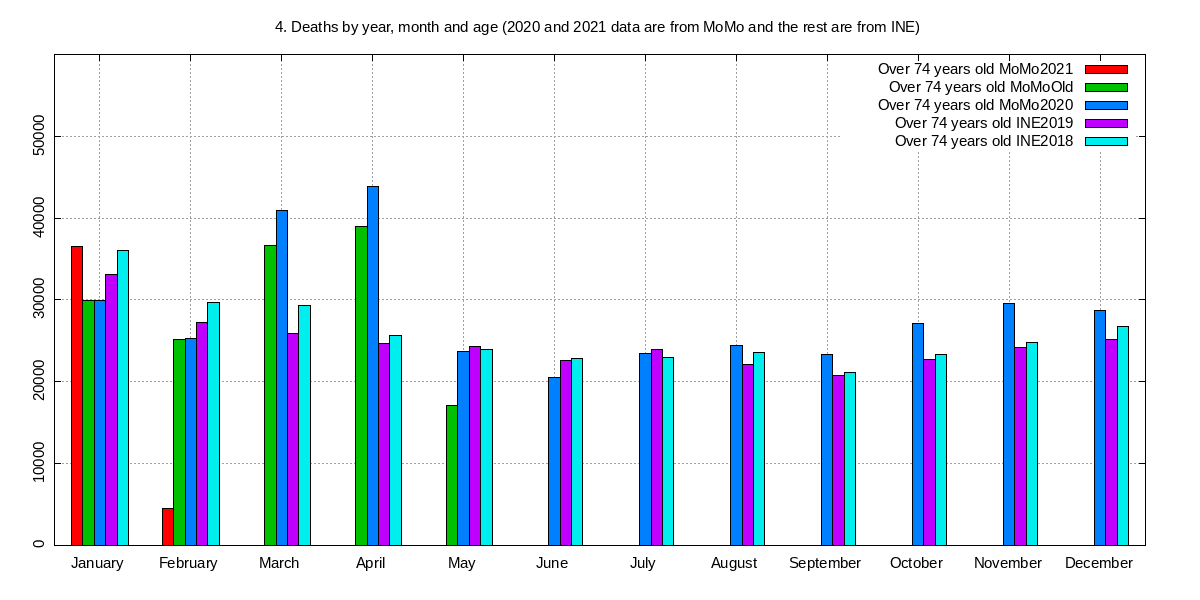 4. Deaths by year, month and age (2020 and 2021 data are from MoMo and the rest are from INE)
Over 74 years old MoMo2021
Over 74 years old MoMoOld
Over 74 years old MoMo2020
Over 74 years old INE2019
Over 74 years old INE2018
50000
40000
30000
20000
10000
0
January February March April May June July August September October November December